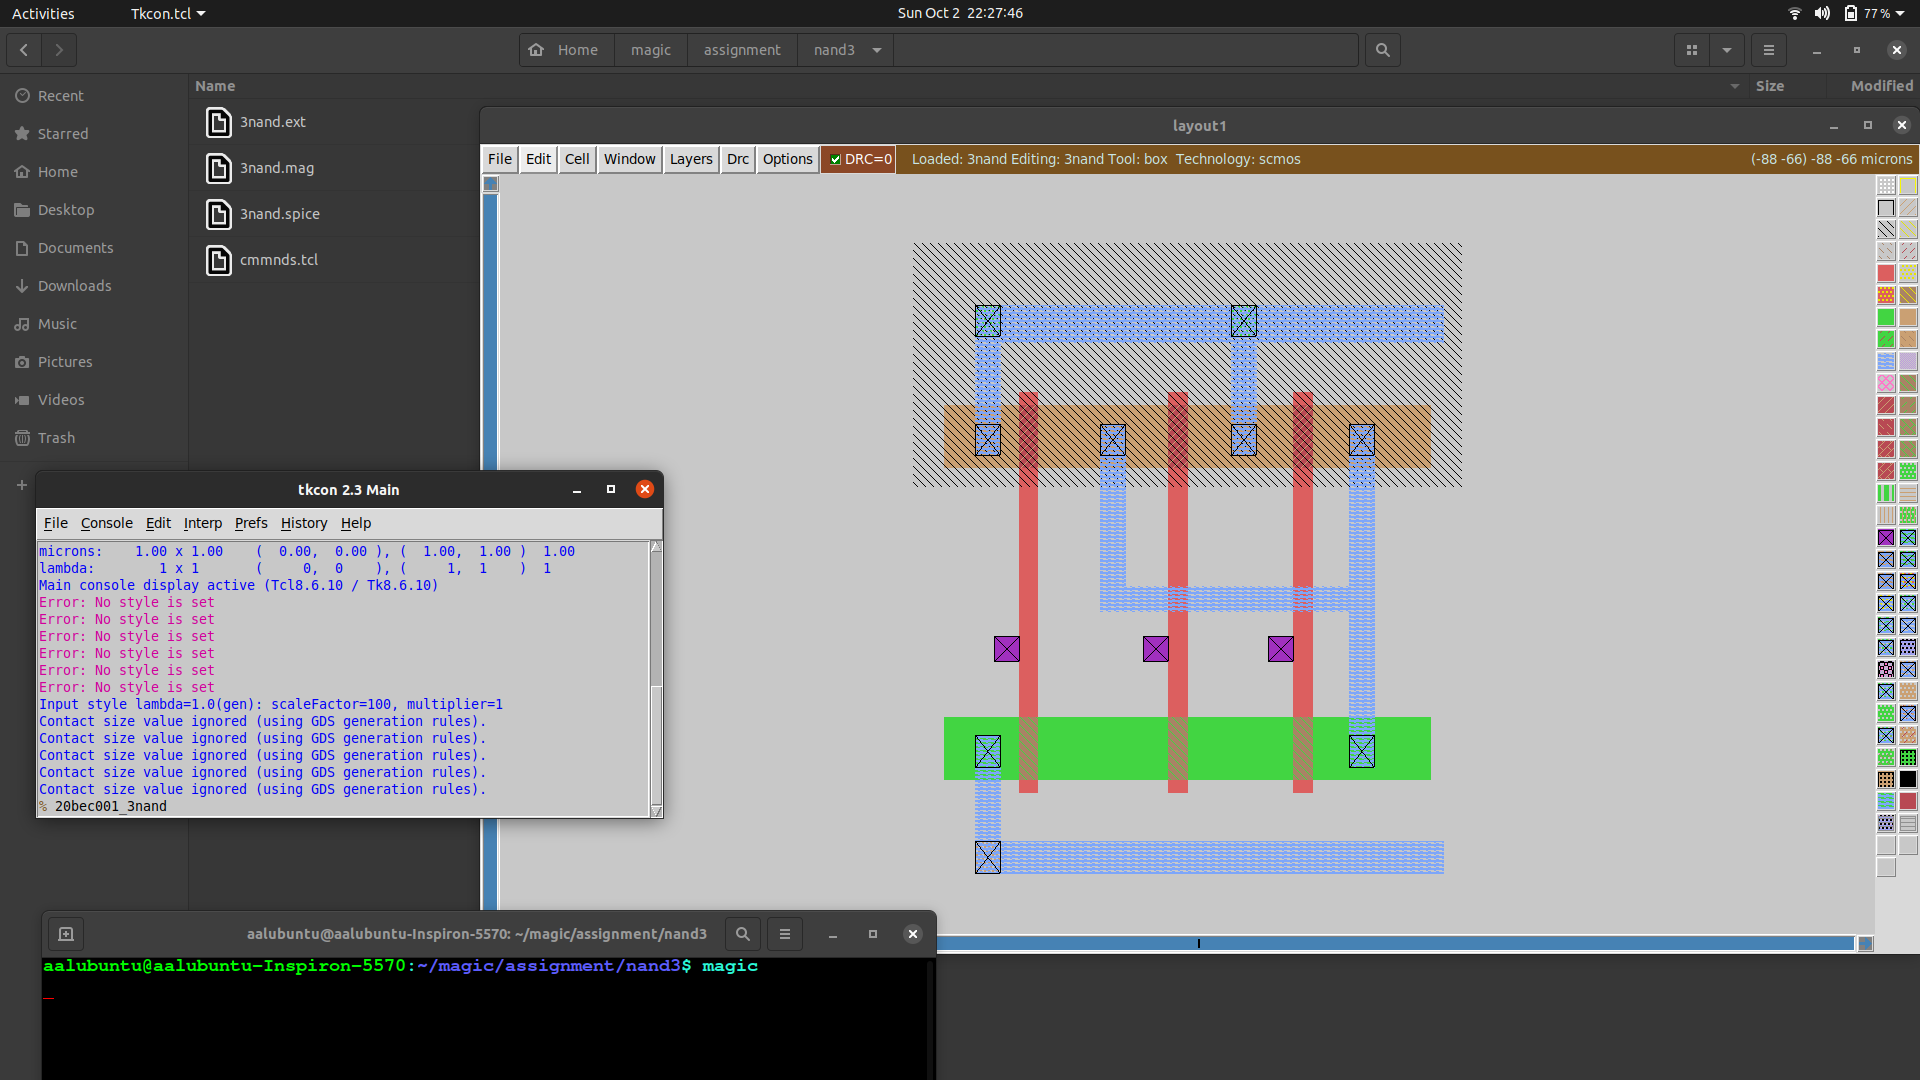 Activities
Tkcon.tcl
Sun Oct 2 22:27:46
77 %
Home
magic
assignment
nand3
Recent
Starred
Home
Desktop
Documents
Downloads
Music
Pictures
Videos
Trash
+
Name
Size
Modified
3nand.ext
3nand.mag
3nand.spice
cmmnds.tcl
layout1
File Edit Cell Window Layers Drc Options DRC=0 Loaded: 3nand Editing: 3nand Tool: box Technology: scmos (-88 -66) -88 -66 microns
tkcon 2.3 Main
File Console Edit Interp Prefs History Help
microns: 1.00 x 1.00 ( 0.00, 0.00 ), ( 1.00, 1.00 ) 1.00
lambda: 1 x 1 ( 0, 0 ), ( 1, 1 ) 1
Main console display active (Tcl8.6.10 / Tk8.6.10)
Error: No style is set
Error: No style is set
Error: No style is set
Error: No style is set
Error: No style is set
Error: No style is set
Input style lambda=1.0(gen): scaleFactor=100, multiplier=1
Contact size value ignored (using GDS generation rules).
Contact size value ignored (using GDS generation rules).
Contact size value ignored (using GDS generation rules).
Contact size value ignored (using GDS generation rules).
Contact size value ignored (using GDS generation rules).
% 20bec001_3nand
aalubuntu@aalubuntu-Inspiron-5570: ~/magic/assignment/nand3
aalubuntu@aalubuntu-Inspiron-5570:~/magic/assignment/nand3$ magic